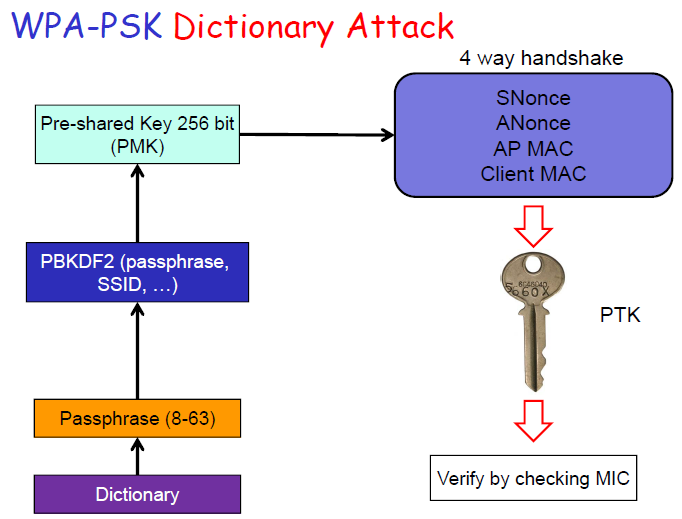 WPA-PSK Dictionary Attack
4 way handshake
SNonce
ANonce
AP MAC
Client MAC
Pre-shared Key 256 bit
(PMK)
PBKDF2 (passphrase,
SSID, …)
PTK
Passphrase (8-63)
Verify by checking MIC
Dictionary